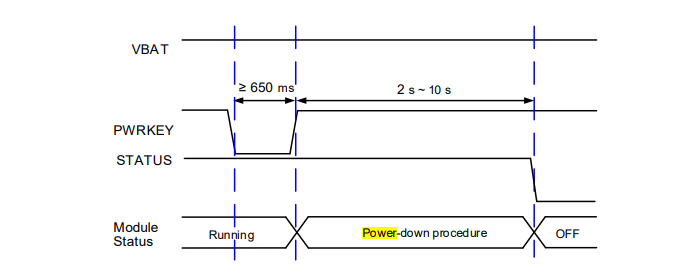 VBAT
≥ 650 ms
2 s ~ 10 s
PWRKEY
STATUS
Module
Status
Running
Power-down procedure
OFF